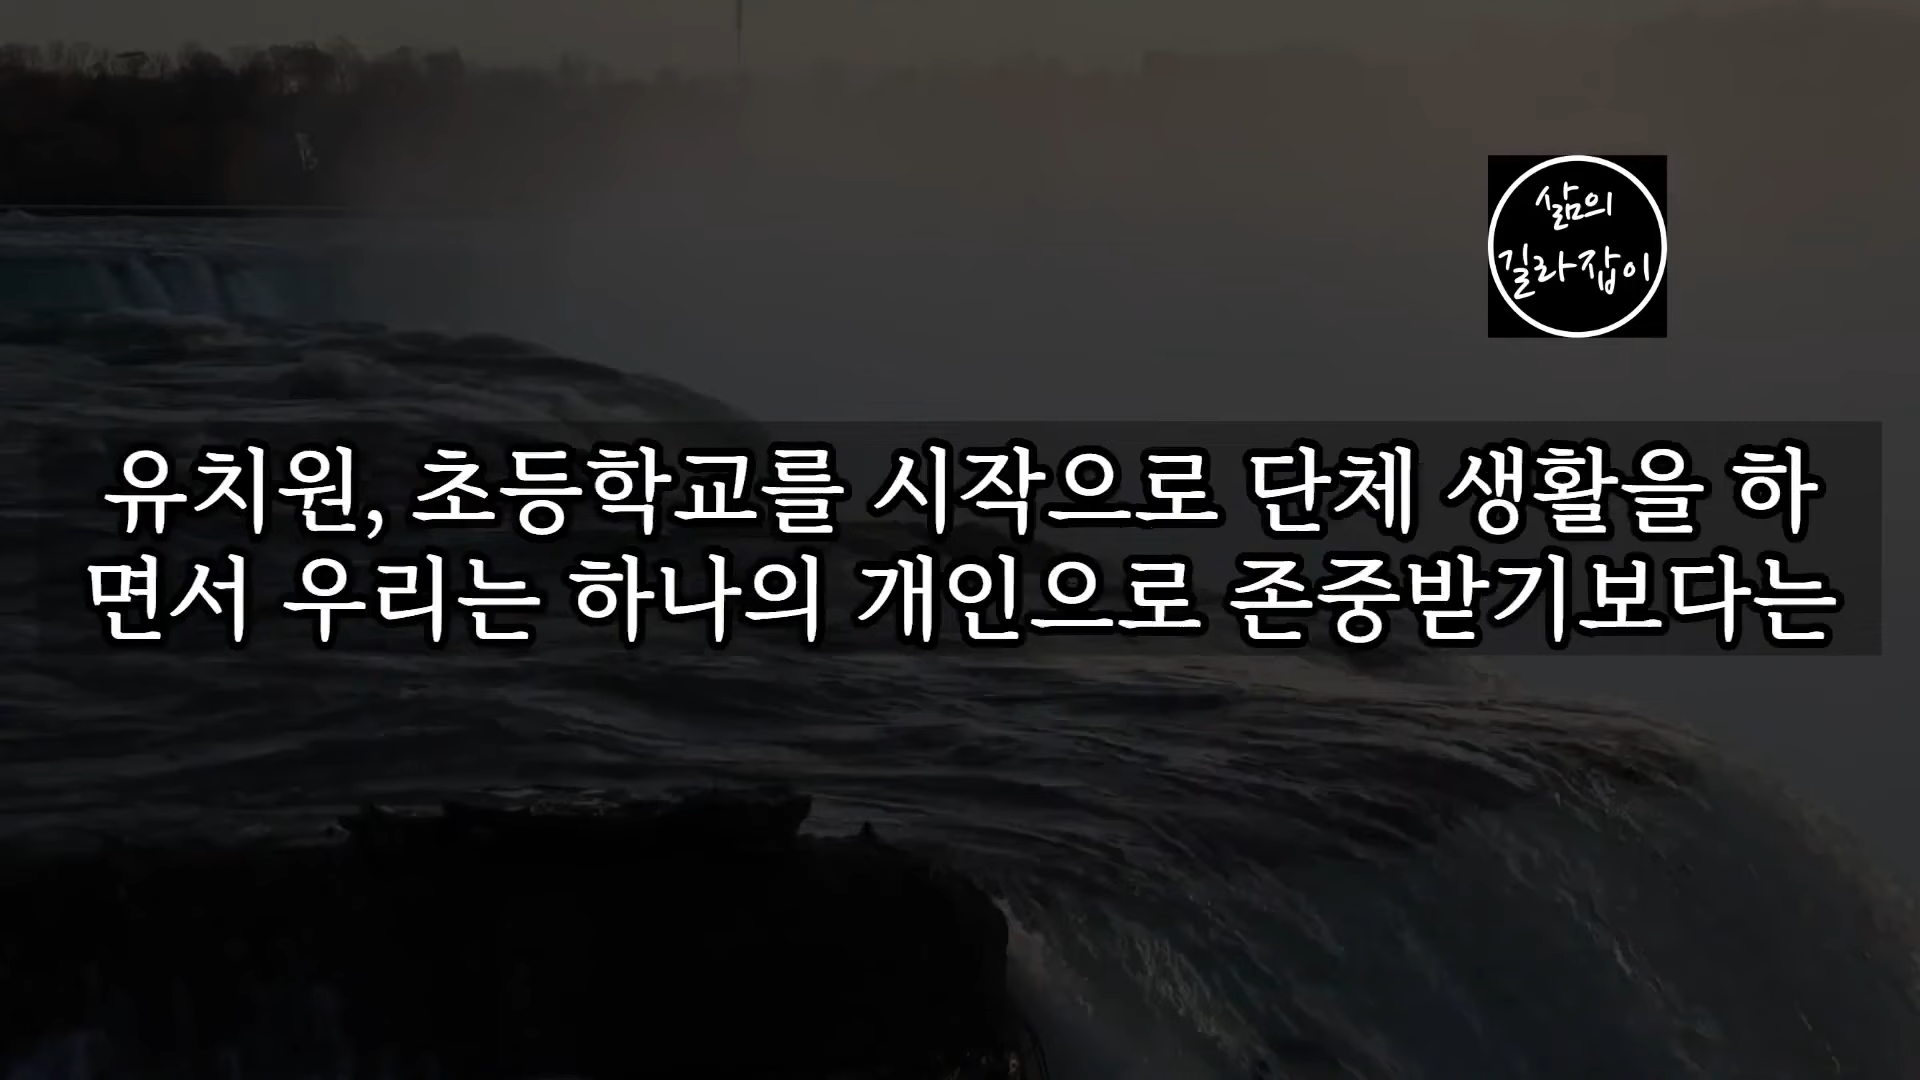 삶의
길라잡이
유치원, 초등학교를 시작으로 단체 생활을 하
면서 우리는 하나의 개인으로 존중받기보다는